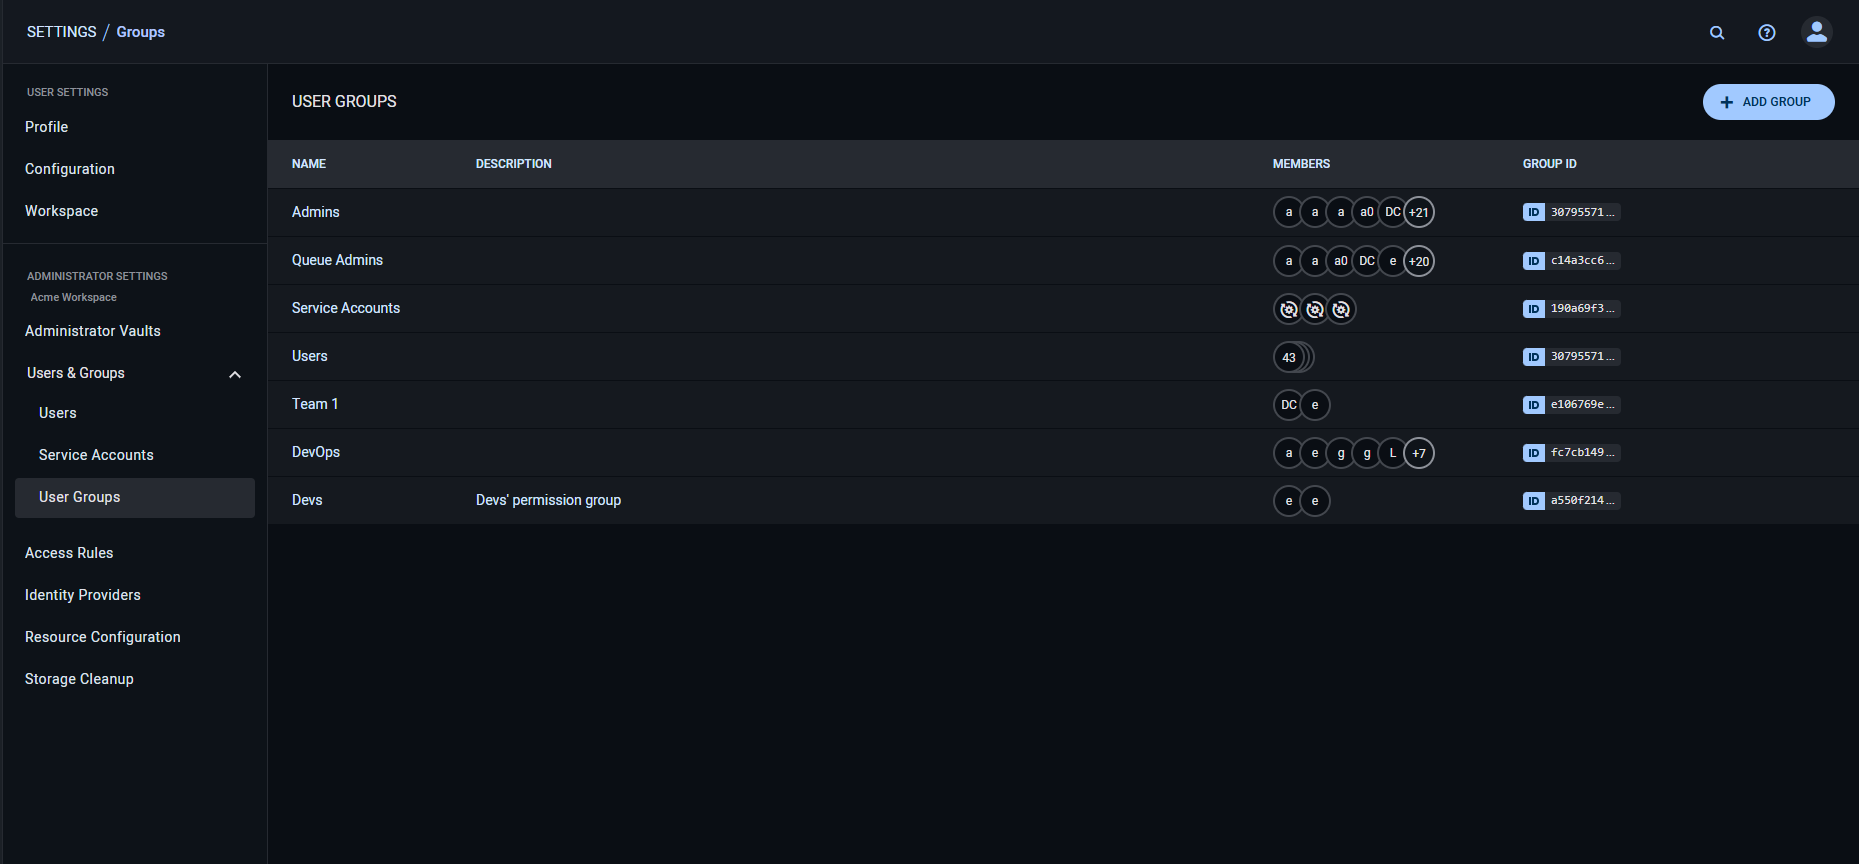 SETTINGS / Groups
USER SETTINGS
Profile
Configuration
Workspace
ADMINISTRATOR SETTINGS
Acme Workspace
Administrator Vaults
Users & Groups
Users
Service Accounts
User Groups
Access Rules
Identity Providers
Resource Configuration
Storage Cleanup
USER GROUPS
+ ADD GROUP
NAME DESCRIPTION MEMBERS GROUP ID
Admins a a a a0 DC +21 ID 30795571...
Queue Admins a a a0 DC e +20 ID c14a3cc6...
Service Accounts ID 190a69f3...
Users 43 ID 30795571...
Team 1 DC e ID e106769e...
DevOps a e g g L +7 ID fc7cb149...
Devs Devs' permission group e e ID a550f214...